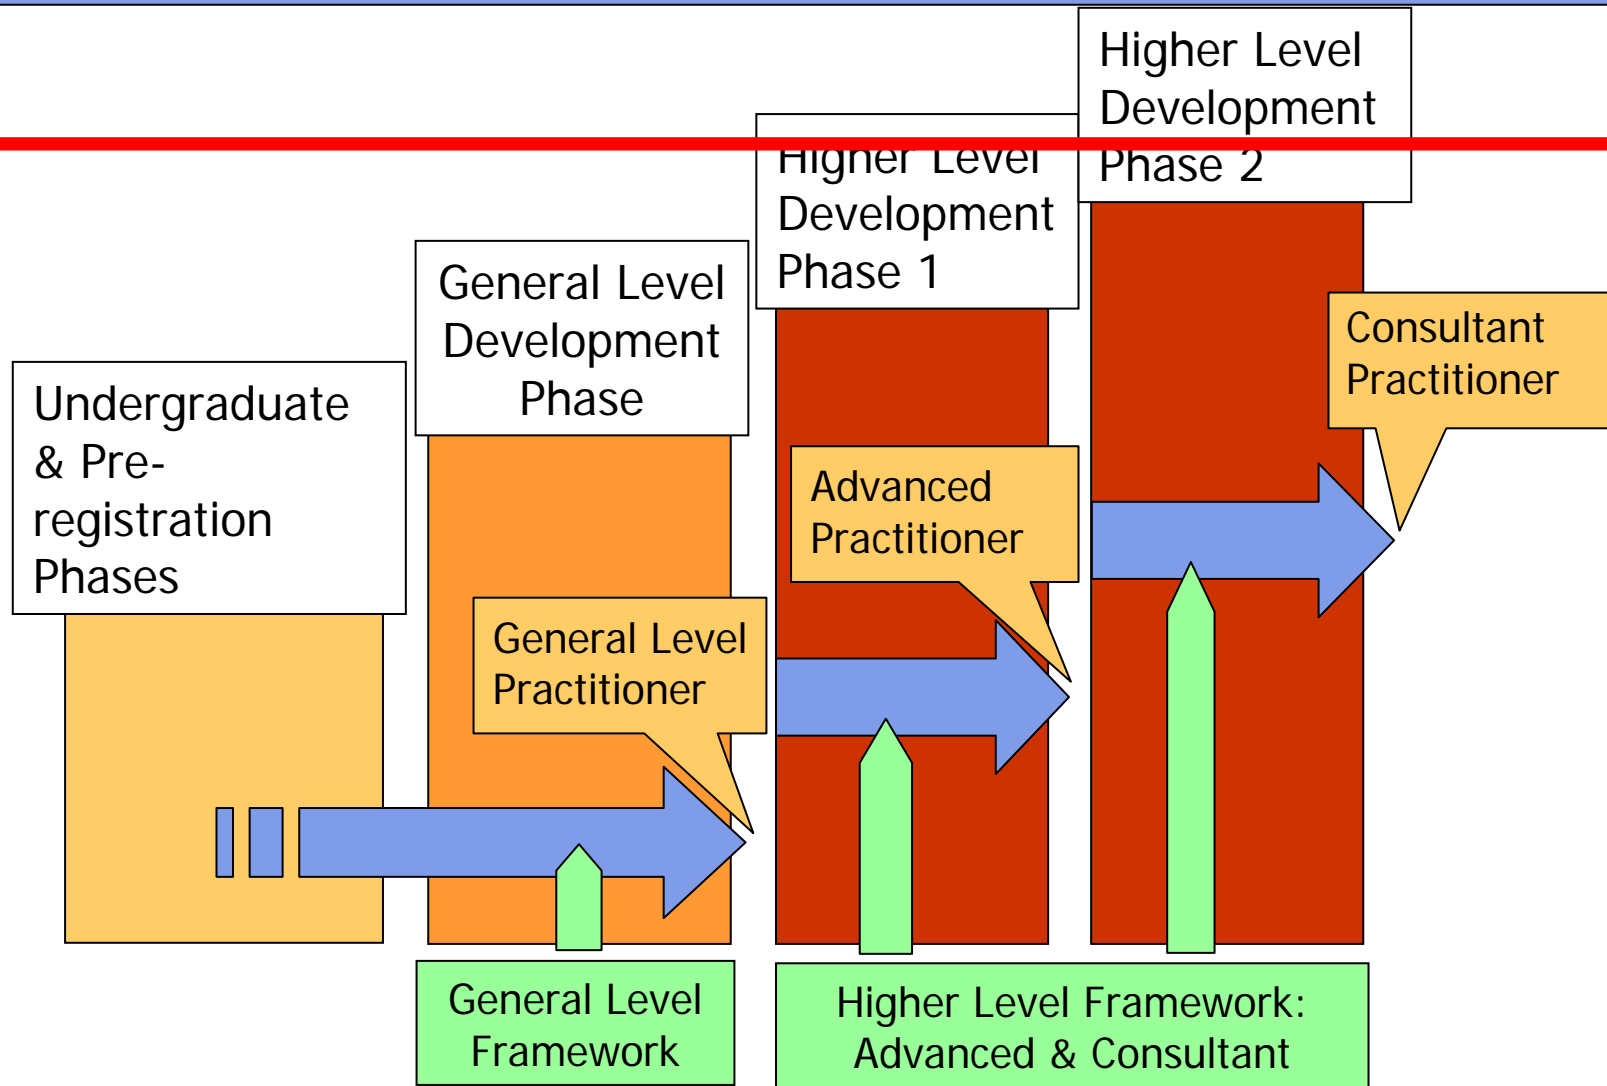 Higher Level
Development
Phase 2
Higher Level
Development
Phase 1
General Level
Development
Phase
Undergraduate
& Pre-
registration
Phases
Consultant
Practitioner
Advanced
Practitioner
General Level
Practitioner
General Level
Framework
Higher Level Framework:
Advanced & Consultant